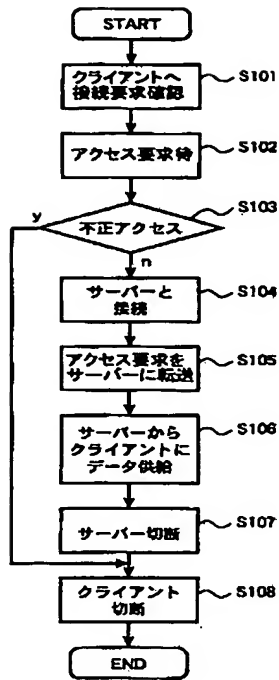 START
クライアントへ
接続要求確認
S101
アクセス要求待
S102
不正アクセス
S103
y
n
サーバーと
接続
S104
アクセス要求を
サーバーに転送
S105
サーバーから
クライアントに
データ供給
S106
サーバー切断
S107
クライアント
切断
S108
END